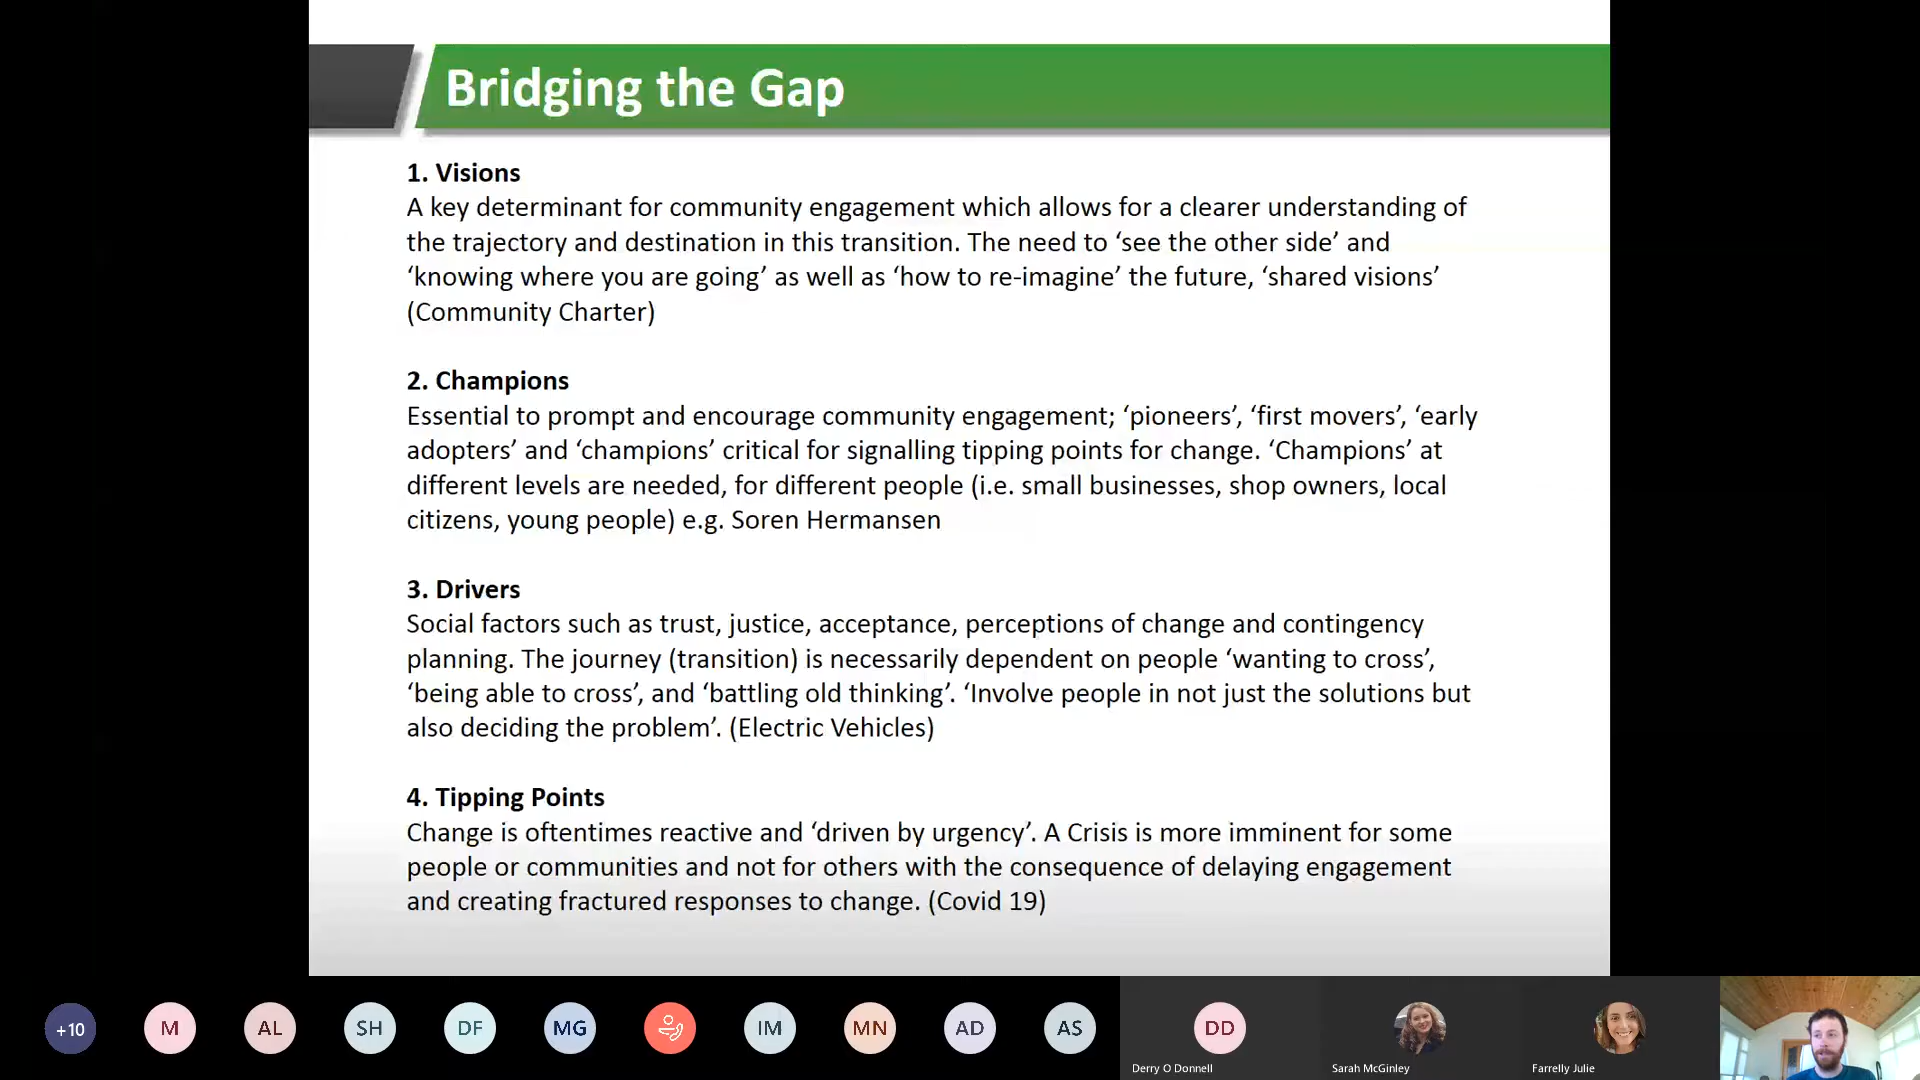 Bridging the Gap
1. Visions
A key determinant for community engagement which allows for a clearer understanding of
the trajectory and destination in this transition. The need to ‘see the other side’ and
‘knowing where you are going’ as well as ‘how to re-imagine’ the future, ‘shared visions’
(Community Charter)
2. Champions
Essential to prompt and encourage community engagement; ‘pioneers’, ‘first movers’, ‘early
adopters’ and ‘champions’ critical for signalling tipping points for change. ‘Champions’ at
different levels are needed, for different people (i.e. small businesses, shop owners, local
citizens, young people) e.g. Soren Hermansen
3. Drivers
Social factors such as trust, justice, acceptance, perceptions of change and contingency
planning. The journey (transition) is necessarily dependent on people ‘wanting to cross’,
‘being able to cross’, and ‘battling old thinking’. ‘Involve people in not just the solutions but
also deciding the problem’. (Electric Vehicles)
4. Tipping Points
Change is oftentimes reactive and ‘driven by urgency’. A Crisis is more imminent for some
people or communities and not for others with the consequence of delaying engagement
and creating fractured responses to change. (Covid 19)
+10 M AL SH DF MG IM MN AD AS DD
Derry O Donnell Sarah McGinley Farrelly Julie